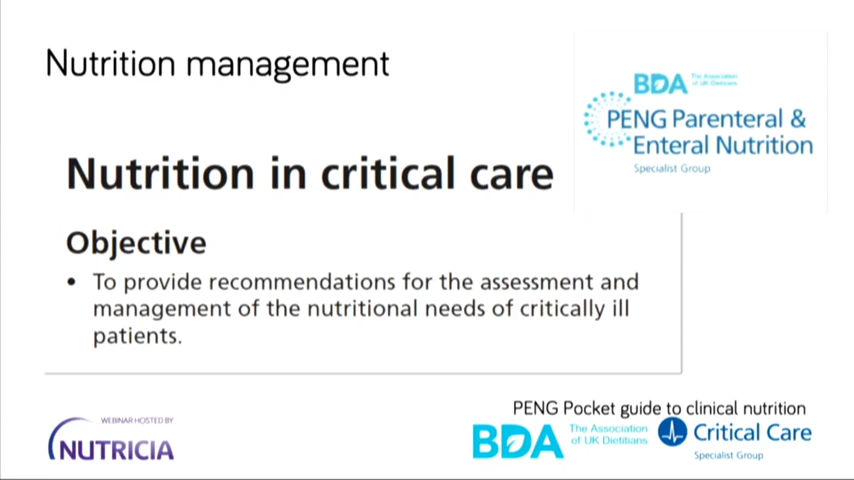 Nutrition management
BDA The Association
of UK Dietitians
PENG Parenteral &
Enteral Nutrition
Specialist Group
Nutrition in critical care
Objective
• To provide recommendations for the assessment and
management of the nutritional needs of critically ill
patients.
WEBINAR HOSTED BY
NUTRICIA
PENG Pocket guide to clinical nutrition
BDA The Association
of UK Dietitians
Critical Care
Specialist Group